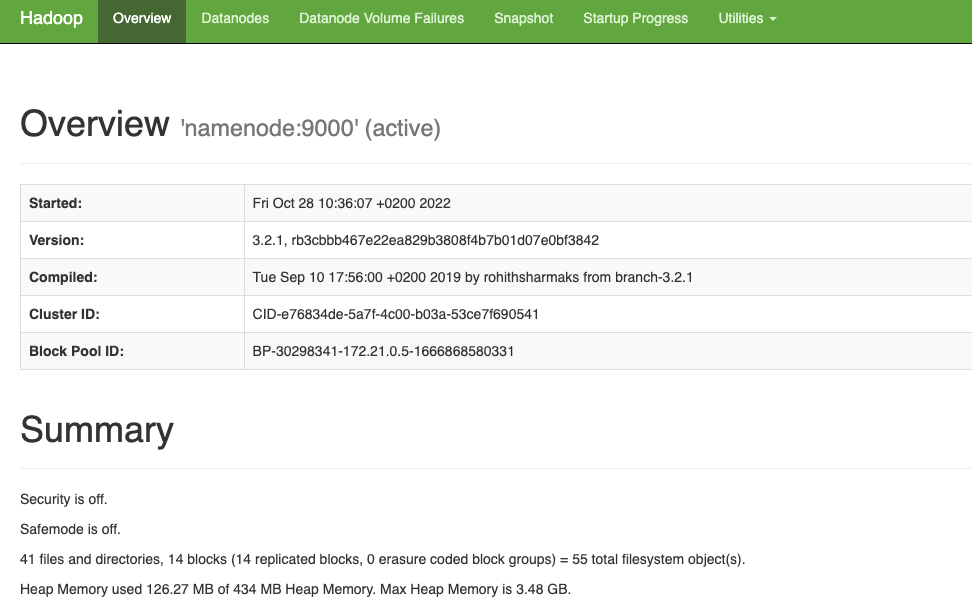 Hadoop Overview Datanodes Datanode Volume Failures Snapshot Startup Progress Utilities
Overview 'namenode:9000' (active)
Started: Fri Oct 28 10:36:07 +0200 2022
Version: 3.2.1, rb3cbbb467e22ea829b3808f4b7b01d07e0bf3842
Compiled: Tue Sep 10 17:56:00 +0200 2019 by rohithsharmaks from branch-3.2.1
Cluster ID: CID-e76834de-5a7f-4c00-b03a-53ce7f690541
Block Pool ID: BP-30298341-172.21.0.5-1666868580331
Summary
Security is off.
Safemode is off.
41 files and directories, 14 blocks (14 replicated blocks, 0 erasure coded block groups) = 55 total filesystem object(s).
Heap Memory used 126.27 MB of 434 MB Heap Memory. Max Heap Memory is 3.48 GB.